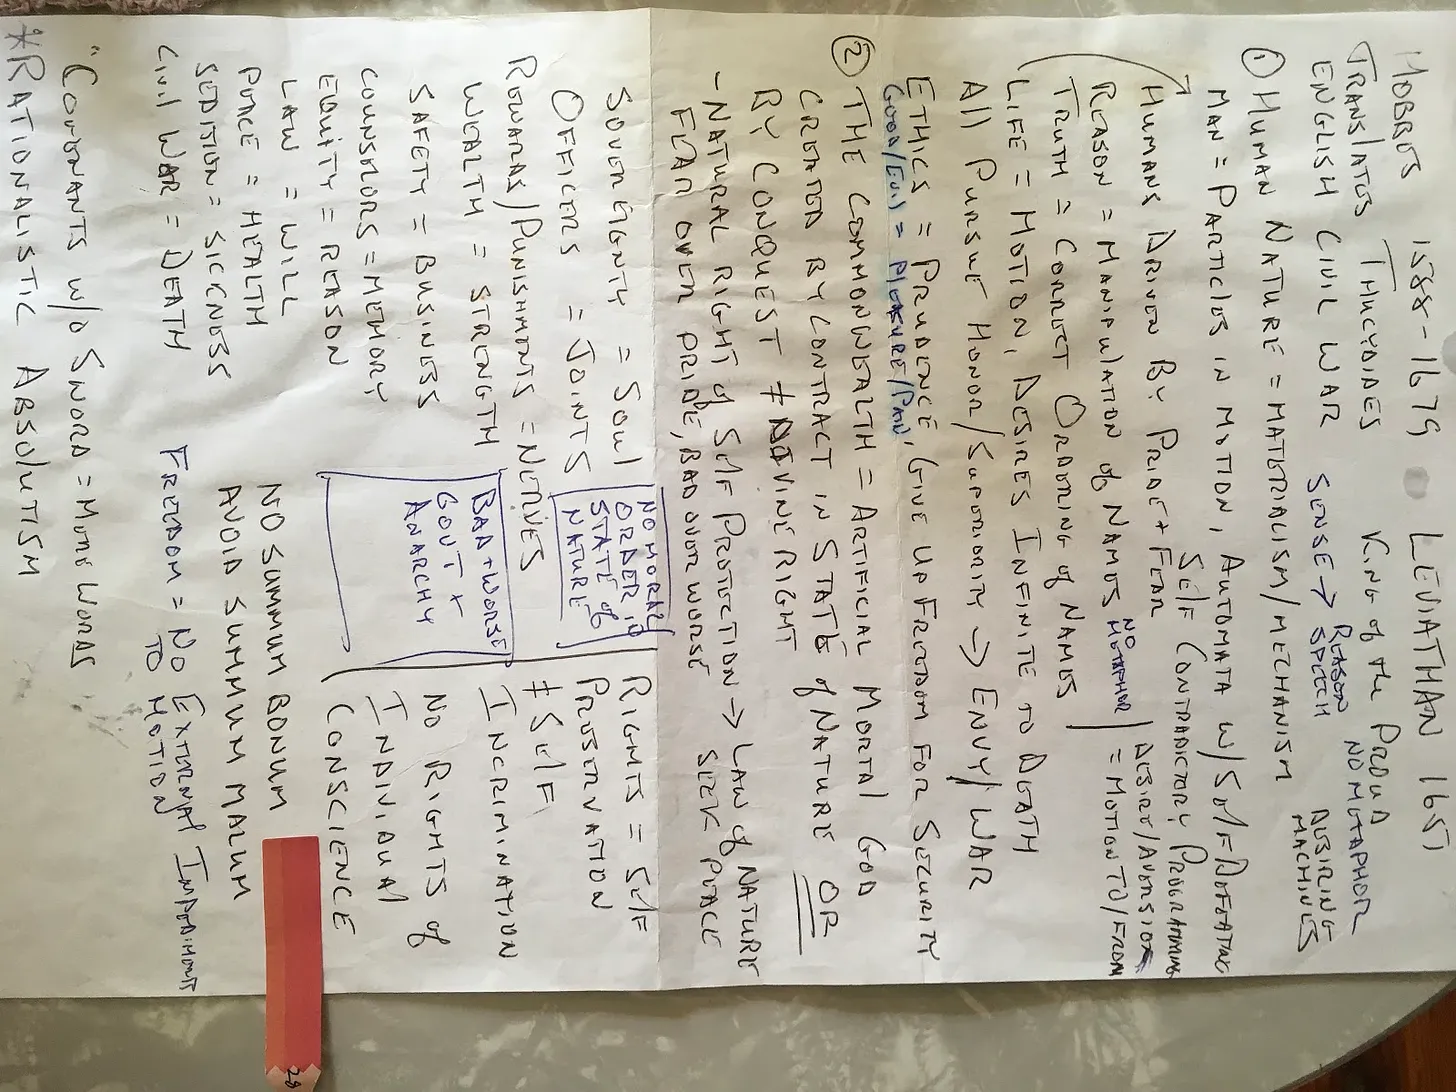 HOBBES 1588-1679 LEVIATHAN 1651
TRANSLATES THUCYDIDES KING of the PROUD
ENGLISH CIVIL WAR SENSE → SPEECH REASON NO METAPHOR DESIRING MACHINES
① HUMAN NATURE = MATERIALISM/MECHANISM
MAN = PARTICLES IN MOTION, AUTOMATA W/ SELF DEFEATING
SELF CONTRADICTORY PROGRAMMING
HUMANS DRIVEN BY PRIDE + FEAR
REASON = MANIPULATION of NAMES NO METAPHOR DESIRE/AVERSION
TRUTH = CORRECT ORDERING of NAMES = MOTION TO/FROM
LIFE = MOTION, DESIRES INFINITE TO DEATH
All PURSUE HONOR/SUPERIORITY → ENVY/WAR
ETHICS = PRUDENCE, GIVE UP FREEDOM FOR SECURITY
GOOD/EVIL = PLEASURE/PAIN
② THE COMMONWEALTH = ARTIFICIAL MORTAL GOD
CREATED BY CONTRACT IN STATE of NATURE OR
BY CONQUEST ≠ DIVINE RIGHT
- NATURAL RIGHT of SELF PROTECTION → LAW of NATURE
FEAR OVER PRIDE, BAD OVER WORSE SEEK PEACE
SOVEREIGNTY = SOUL
OFFICERS = JOINTS
REWARDS/PUNISHMENTS = NERVES
WEALTH = STRENGTH
SAFETY = BUSINESS
COUNSELORS = MEMORY
EQUITY = REASON
LAW = WILL
PEACE = HEALTH
SEDITION = SICKNESS
CIVIL WAR = DEATH
NO MORAL
ORDER IN
STATE of
NATURE
BAD + WORSE
GOVT +
ANARCHY
RIGHTS = SELF
PRESERVATION
≠ SELF
INCRIMINATION
NO RIGHTS of
INDIVIDUAL
CONSCIENCE
NO SUMMUM BONUM
AVOID SUMMUM MALUM
FREEDOM = NO EXTERNAL IMPEDIMENT
TO MOTION
"COVENANTS W/O SWORD = MERE WORDS
*RATIONALISTIC ABSOLUTISM
28